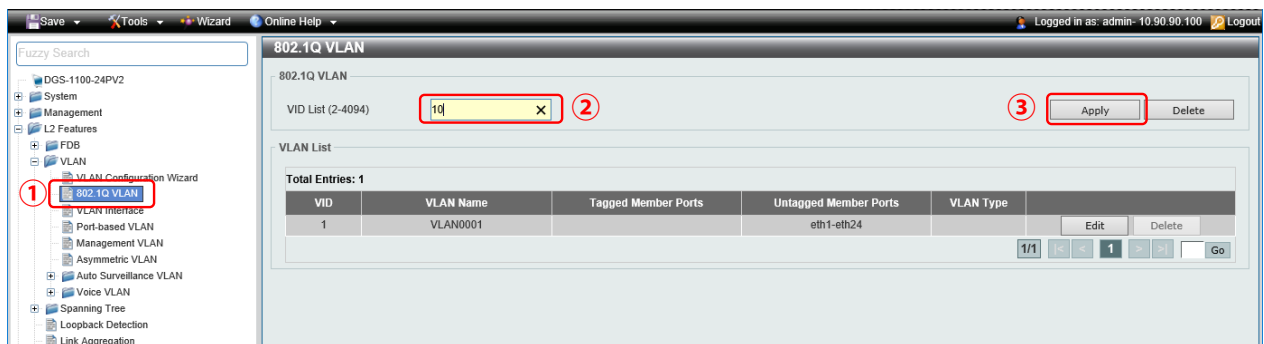 Save Tools Wizard Online Help Logged in as: admin- 10.90.90.100 Logout
Fuzzy Search
DGS-1100-24PV2
System
Management
L2 Features
FDB
VLAN
VLAN Configuration Wizard
① 802.1Q VLAN
VLAN Interface
Port-based VLAN
Management VLAN
Asymmetric VLAN
Auto Surveillance VLAN
Voice VLAN
Spanning Tree
Loopback Detection
Link Aggregation
802.1Q VLAN
802.1Q VLAN
VID List (2-4094) 10 ② ③ Apply Delete
VLAN List
Total Entries: 1
VID VLAN Name Tagged Member Ports Untagged Member Ports VLAN Type
1 VLAN0001 eth1-eth24 Edit Delete
1/1 |< < 1 > >| Go